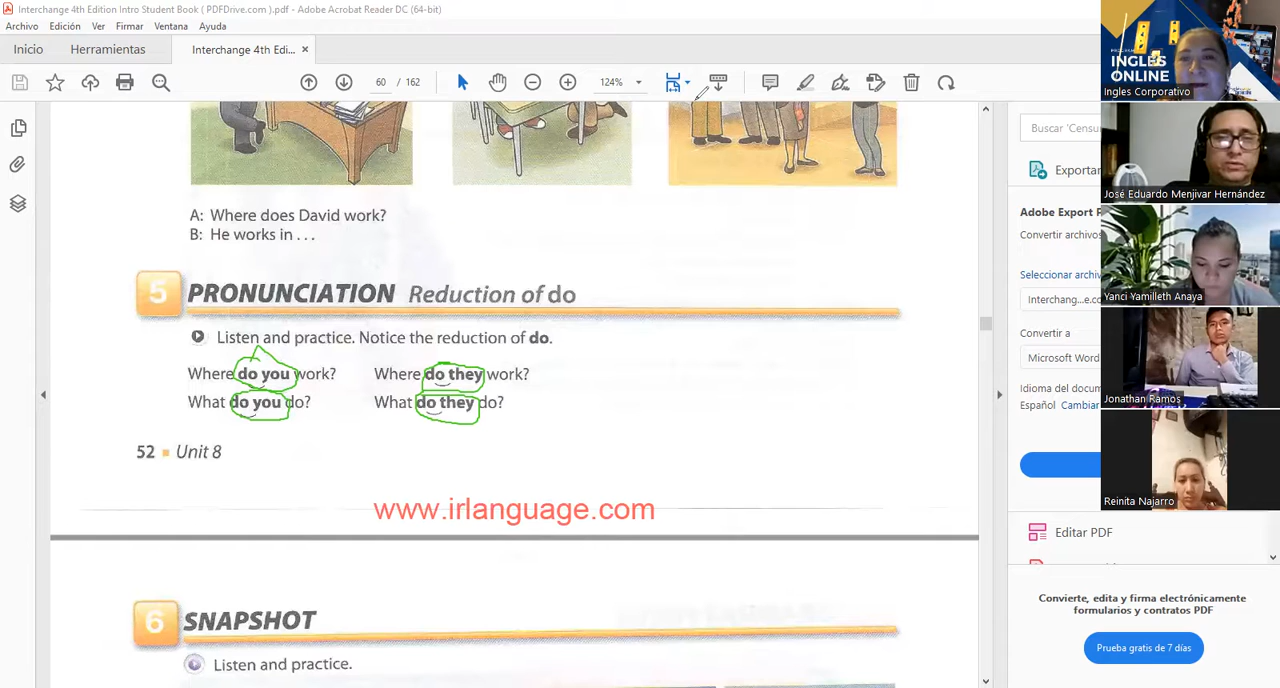 Interchange 4th Edition Intro Student Book ( PDFDrive.com ).pdf - Adobe Acrobat Reader DC (64-bit)
Archivo Edición Ver Firmar Ventana Ayuda
Inicio Herramientas Interchange 4th Edi... ×
60 / 162 124%
INGLES
ONLINE
Ingles Corporativo
Buscar 'Censu
Exportar
José Eduardo Menjivar Hernández
A: Where does David work?
B: He works in . . .
Adobe Export P
Convertir archivos
Seleccionar archiv
Yanci Yamilleth Anaya
Interchang...e.co
5 PRONUNCIATION Reduction of do
Listen and practice. Notice the reduction of do.
Convertir a
Microsoft Word
Where do you work? Where do they work?
What do you do? What do they do?
Idioma del docum
Español Cambiar
Jonathan Ramos
52 Unit 8
Reinita Najarro
www.irlanguage.com
Editar PDF
Convierte, edita y firma electrónicamente
formularios y contratos PDF
6 SNAPSHOT
Prueba gratis de 7 días
Listen and practice.